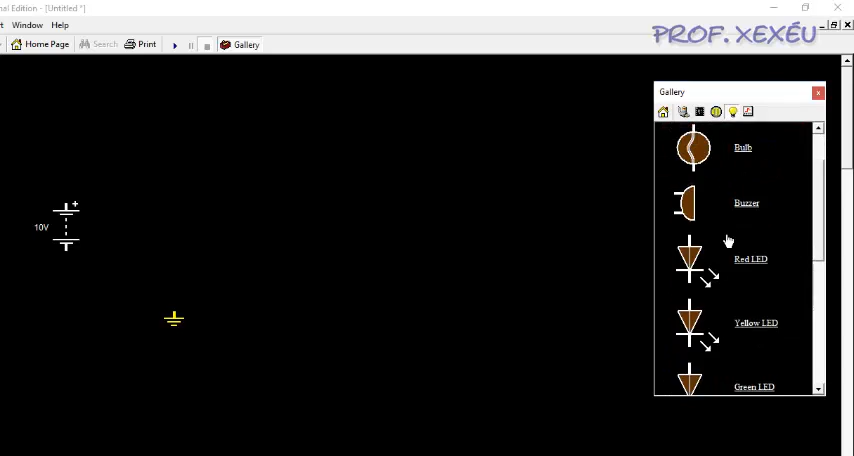 nal Edition - [Untitled *]
rt Window Help
PROF. XEXÉU
Home Page Search Print Gallery
Gallery
Bulb
Buzzer
10V
Red LED
Yellow LED
Green LED